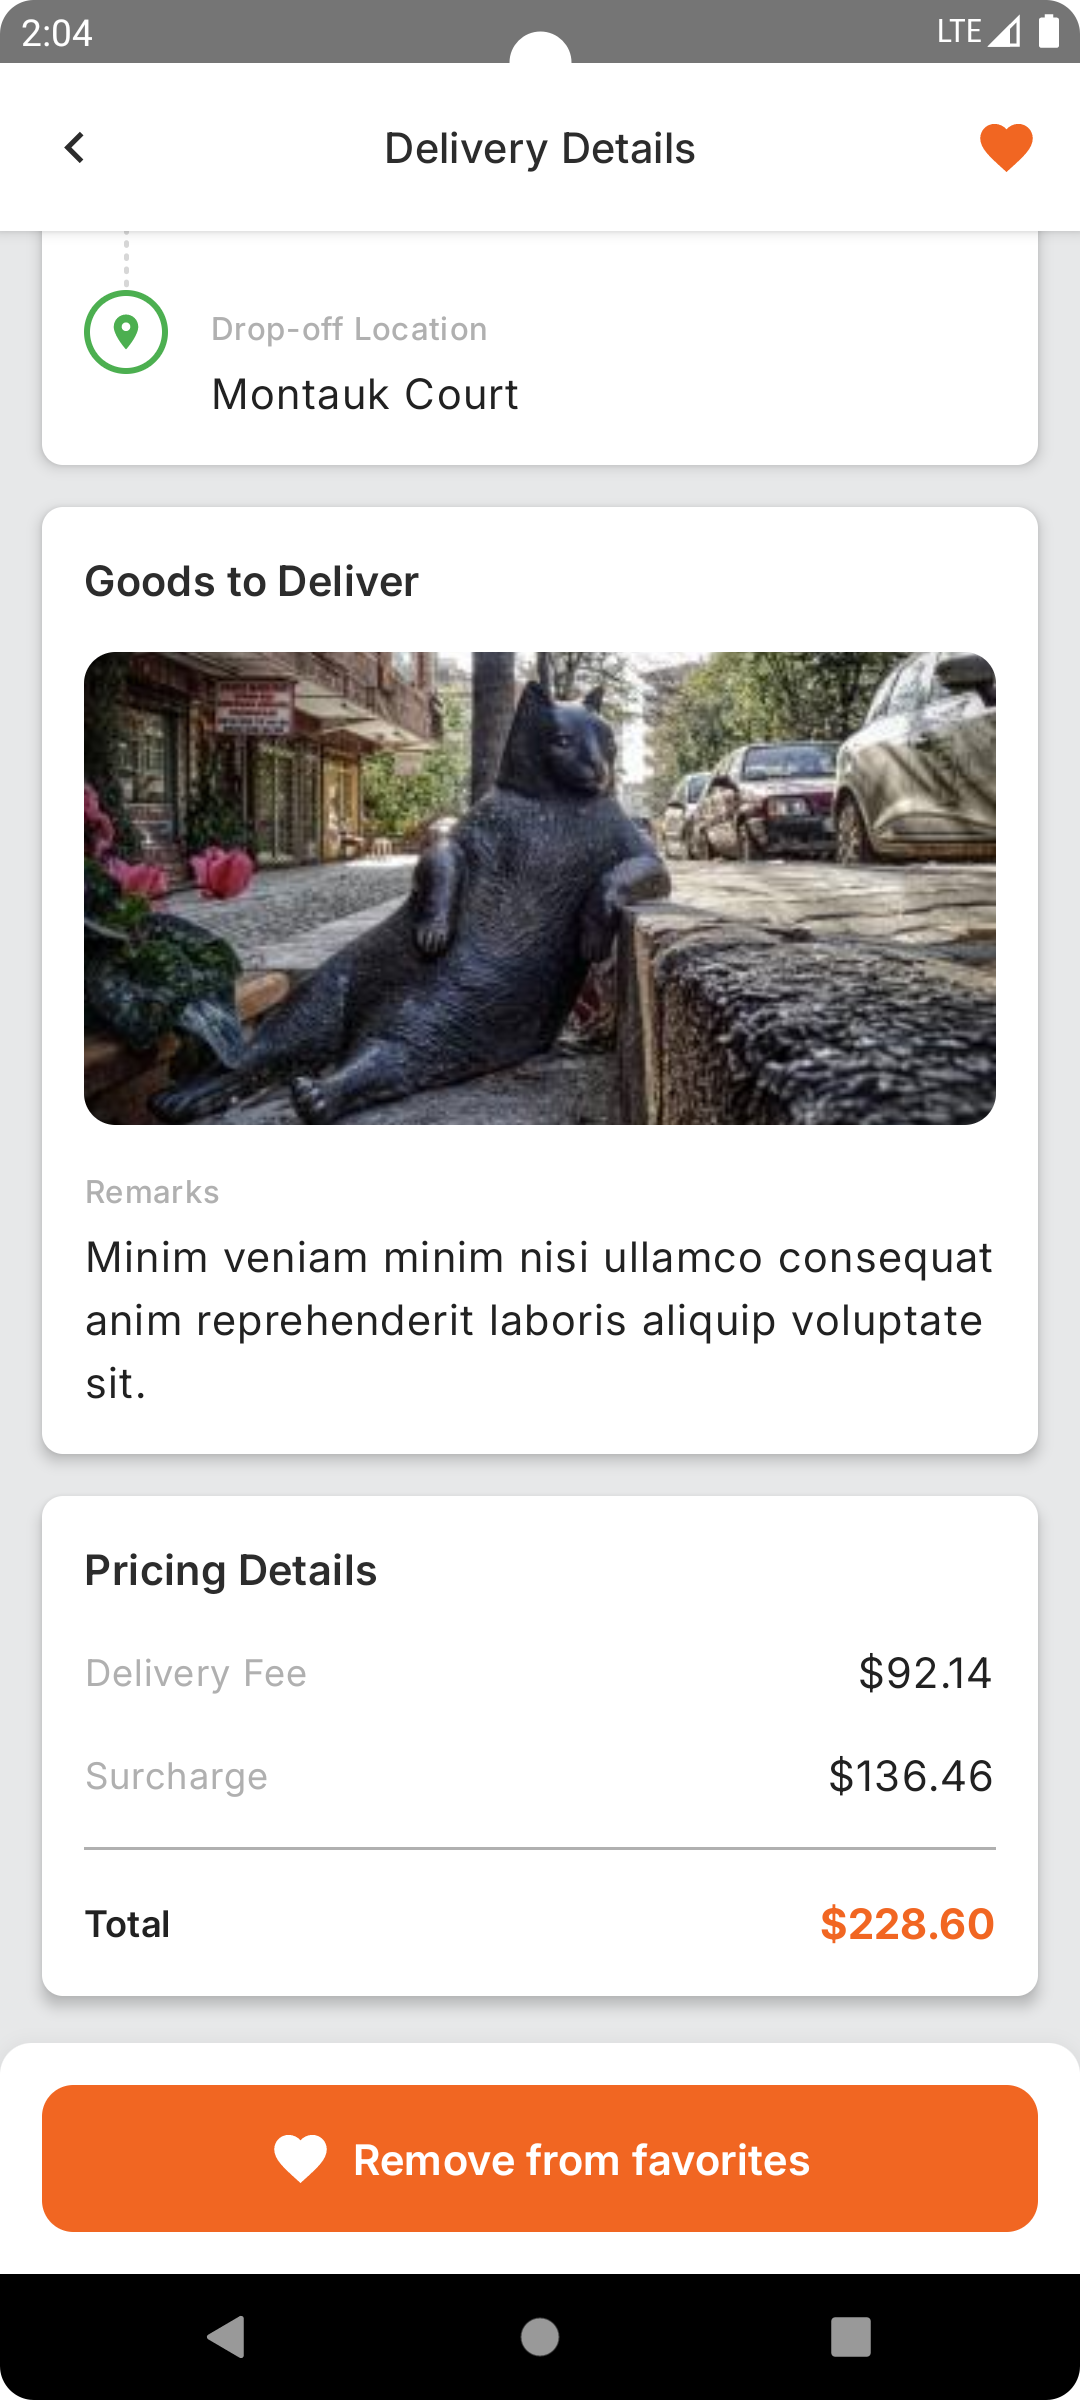 2:04
LTE
Delivery Details
Drop-off Location
Montauk Court
Goods to Deliver
Remarks
Minim veniam minim nisi ullamco consequat
anim reprehenderit laboris aliquip voluptate
sit.
Pricing Details
Delivery Fee $92.14
Surcharge $136.46
Total $228.60
Remove from favorites